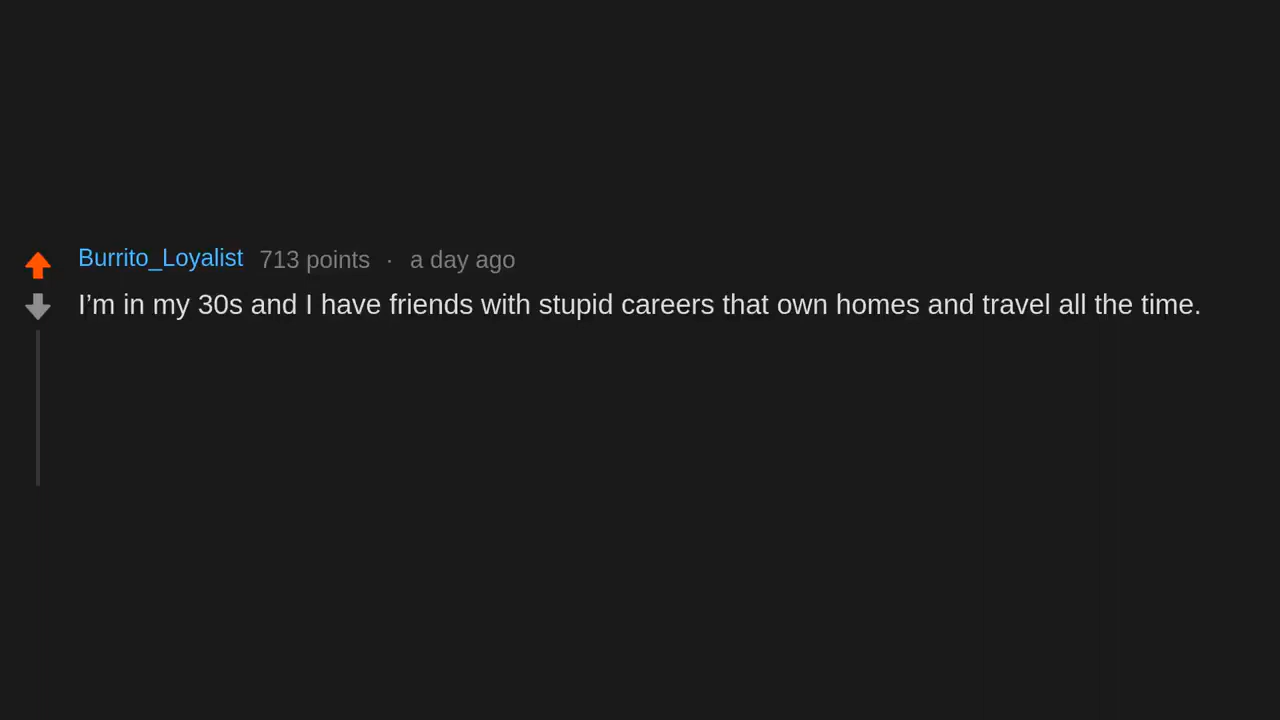 Burrito_Loyalist 713 points · a day ago
I’m in my 30s and I have friends with stupid careers that own homes and travel all the time.